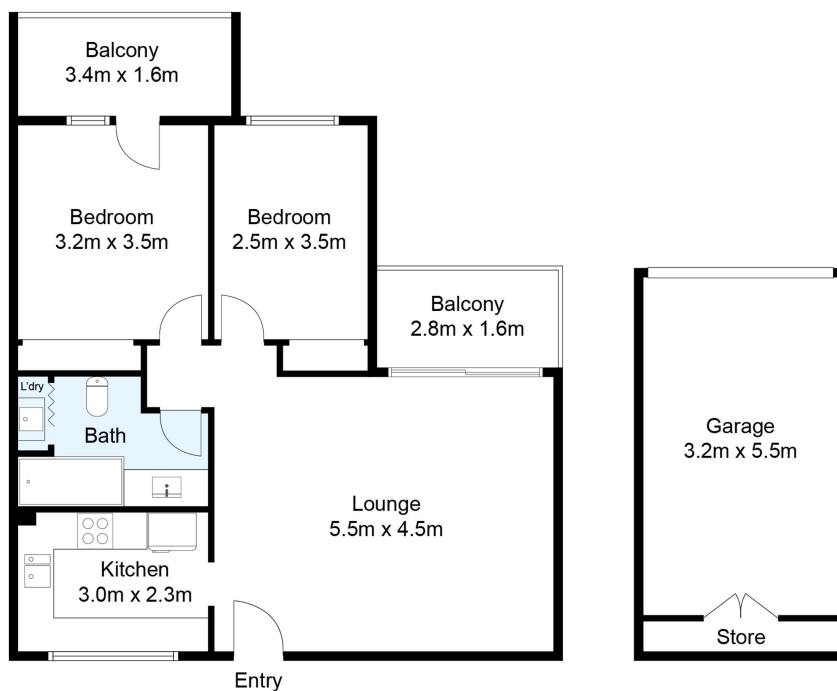 Balcony
3.4m x 1.6m
Bedroom
3.2m x 3.5m
Bedroom
2.5m x 3.5m
Balcony
2.8m x 1.6m
L'dry
Bath
Garage
3.2m x 5.5m
Lounge
5.5m x 4.5m
Kitchen
3.0m x 2.3m
Store
Entry